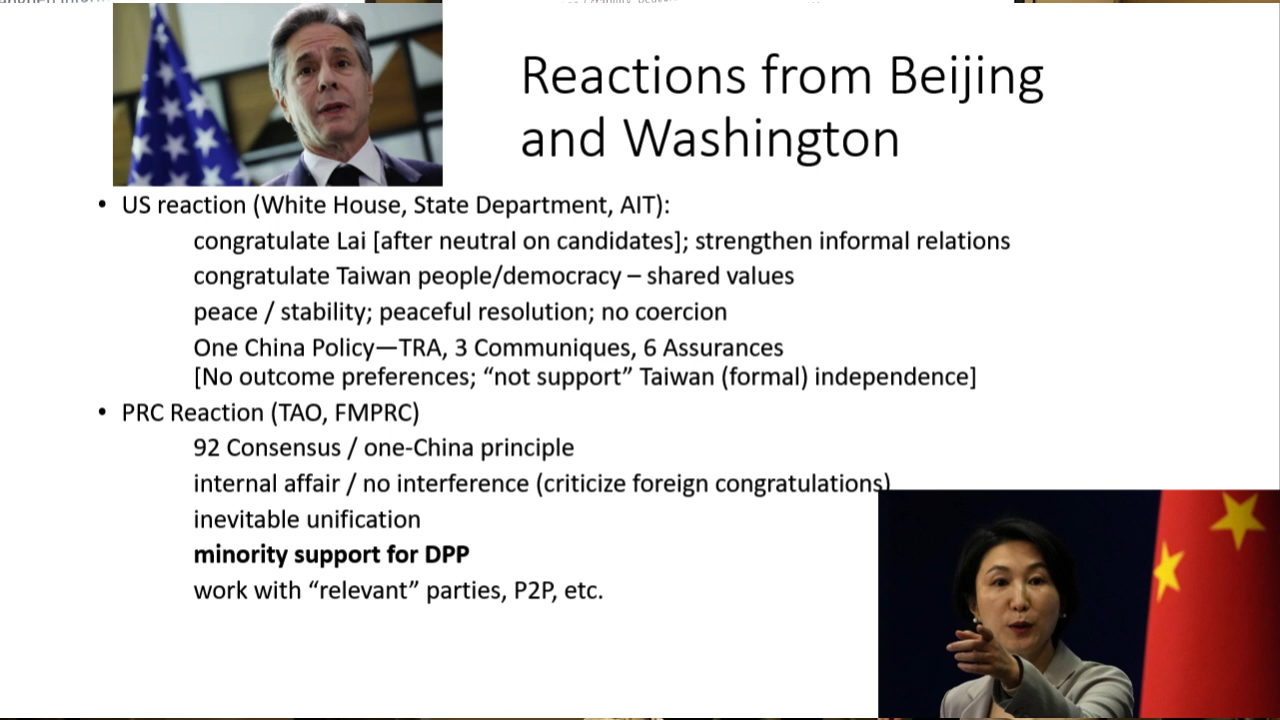 Reactions from Beijing
and Washington
• US reaction (White House, State Department, AIT):
congratulate Lai [after neutral on candidates]; strengthen informal relations
congratulate Taiwan people/democracy – shared values
peace / stability; peaceful resolution; no coercion
One China Policy—TRA, 3 Communiques, 6 Assurances
[No outcome preferences; “not support” Taiwan (formal) independence]
• PRC Reaction (TAO, FMPRC)
92 Consensus / one-China principle
internal affair / no interference (criticize foreign congratulations)
inevitable unification
minority support for DPP
work with “relevant” parties, P2P, etc.